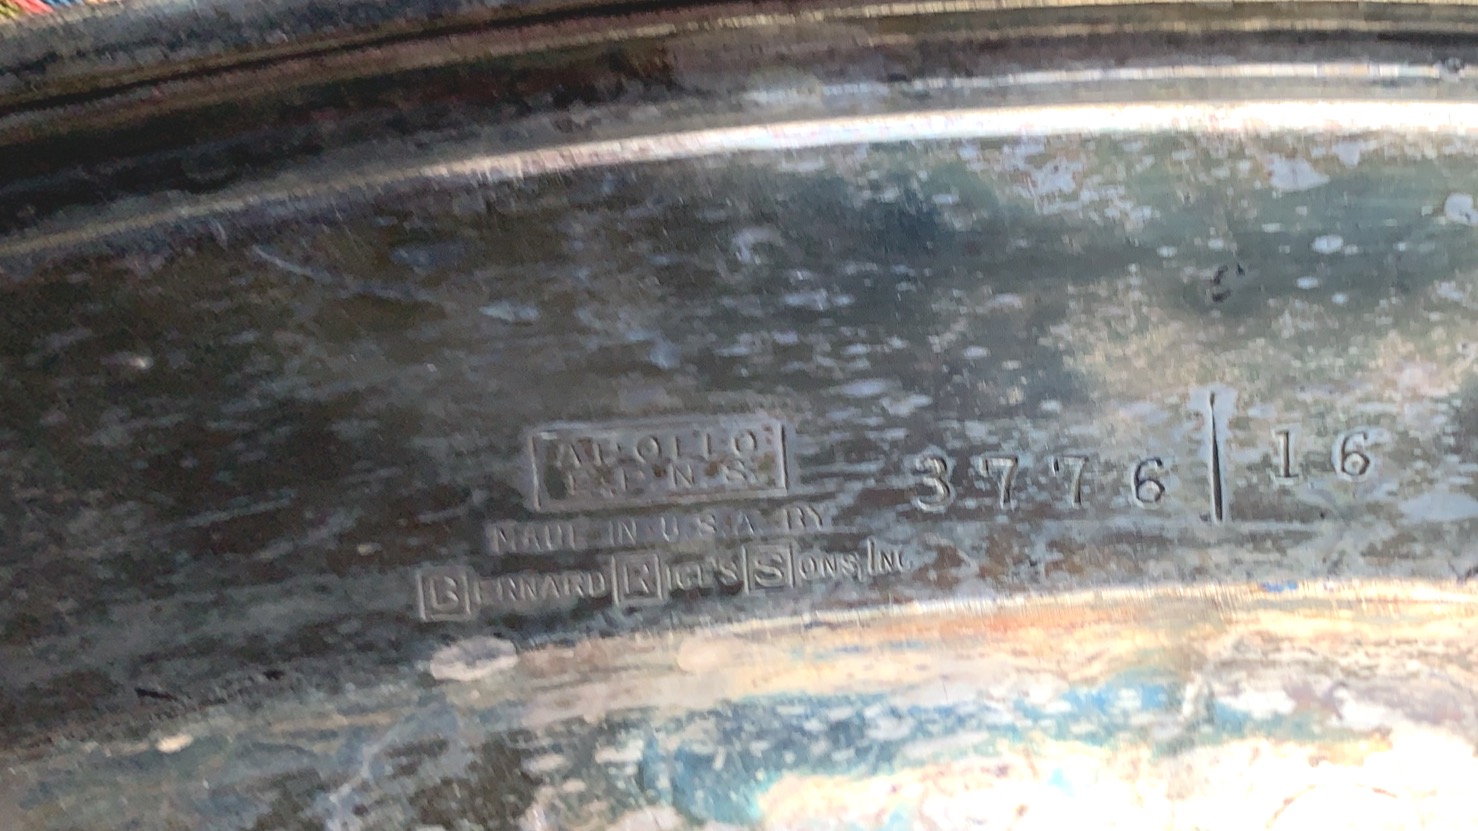 APOLLO
E.P.N.S.
MADE IN U.S.A. BY
BERNARD RICE'S SONS, INC.
3776 | 16